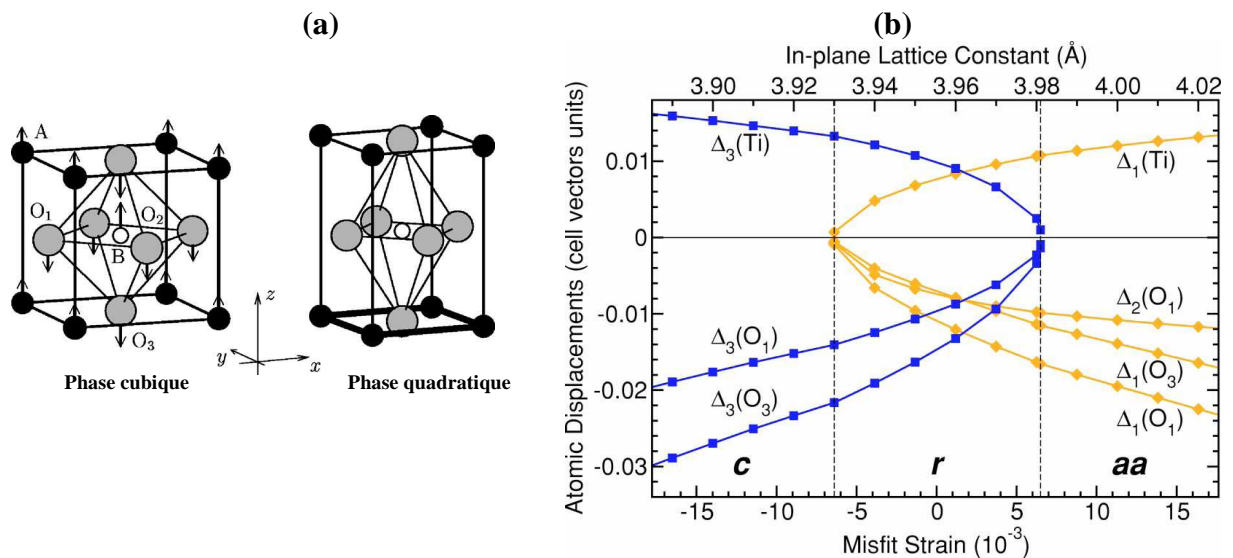 (a)
A
O₁
O₂
B
O₃
z
y
x
Phase cubique
Phase quadratique
(b)
In-plane Lattice Constant (Å)
3.90 3.92 3.94 3.96 3.98 4.00 4.02
Atomic Displacements (cell vectors units)
0.01
0
-0.01
-0.02
-0.03
Δ₃(Ti)
Δ₁(Ti)
Δ₂(O₁)
Δ₃(O₁)
Δ₁(O₃)
Δ₃(O₃)
Δ₁(O₁)
c r aa
-15 -10 -5 0 5 10 15
Misfit Strain (10⁻³)